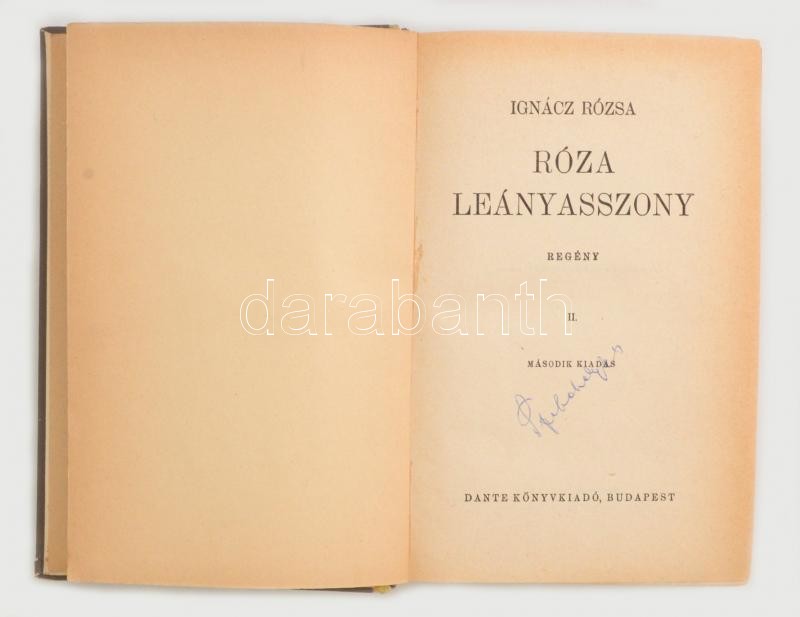 IGNÁCZ RÓZSA
RÓZA
LEÁNYASSZONY
REGÉNY
darabanth
II.
MÁSODIK KIADÁS
DANTE KÖNYVKIADÓ, BUDAPEST